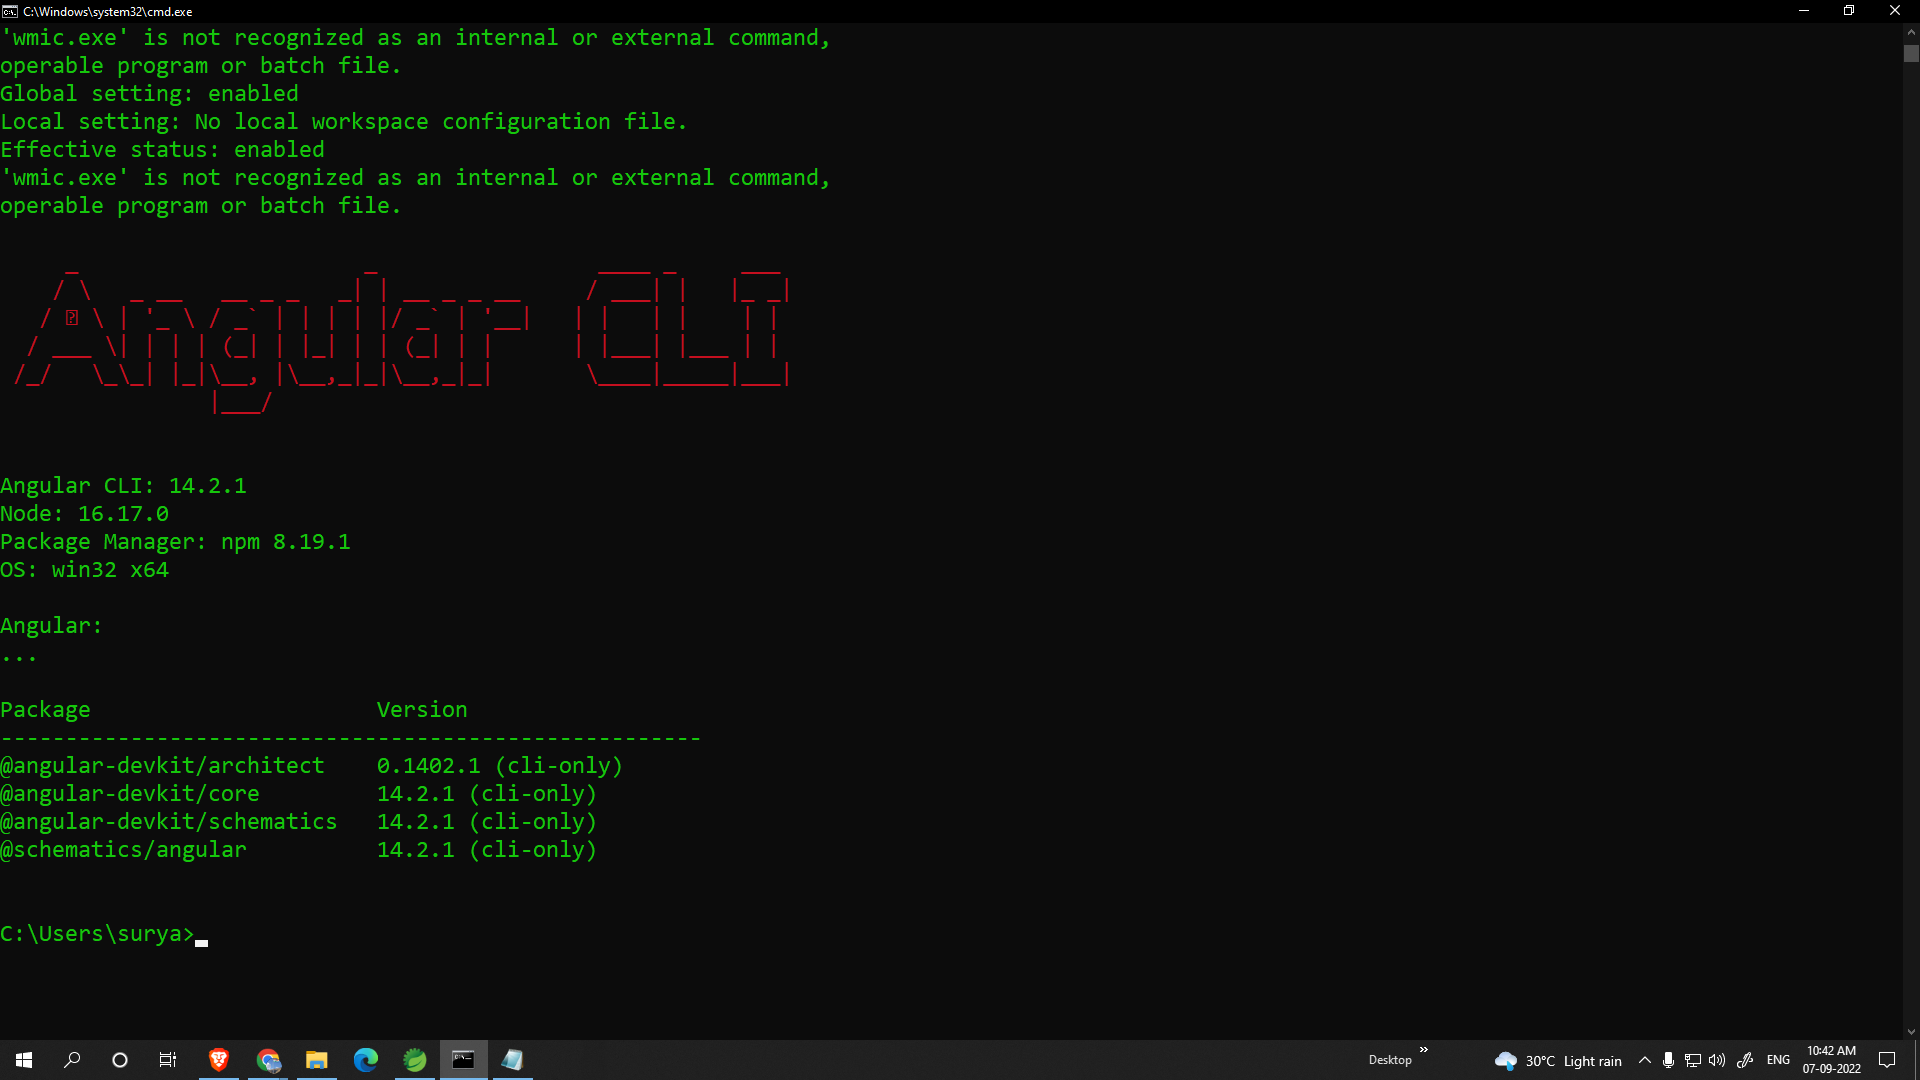 C:\Windows\system32\cmd.exe
'wmic.exe' is not recognized as an internal or external command,
operable program or batch file.
Global setting: enabled
Local setting: No local workspace configuration file.
Effective status: enabled
'wmic.exe' is not recognized as an internal or external command,
operable program or batch file.
Angular CLI
Angular CLI: 14.2.1
Node: 16.17.0
Package Manager: npm 8.19.1
OS: win32 x64
Angular:
...
Package Version
------------------------------------------------------
@angular-devkit/architect 0.1402.1 (cli-only)
@angular-devkit/core 14.2.1 (cli-only)
@angular-devkit/schematics 14.2.1 (cli-only)
@schematics/angular 14.2.1 (cli-only)
C:\Users\surya>
Desktop » 30°C Light rain ENG 10:42 AM
07-09-2022